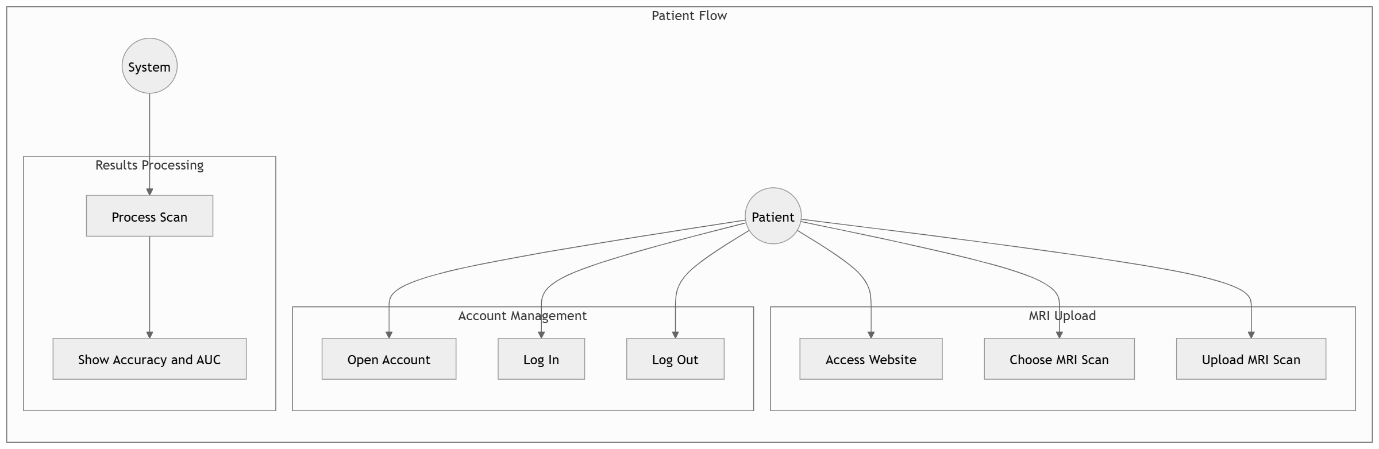 Patient Flow
System
Results Processing
Process Scan
Show Accuracy and AUC
Patient
Account Management
Open Account
Log In
Log Out
MRI Upload
Access Website
Choose MRI Scan
Upload MRI Scan